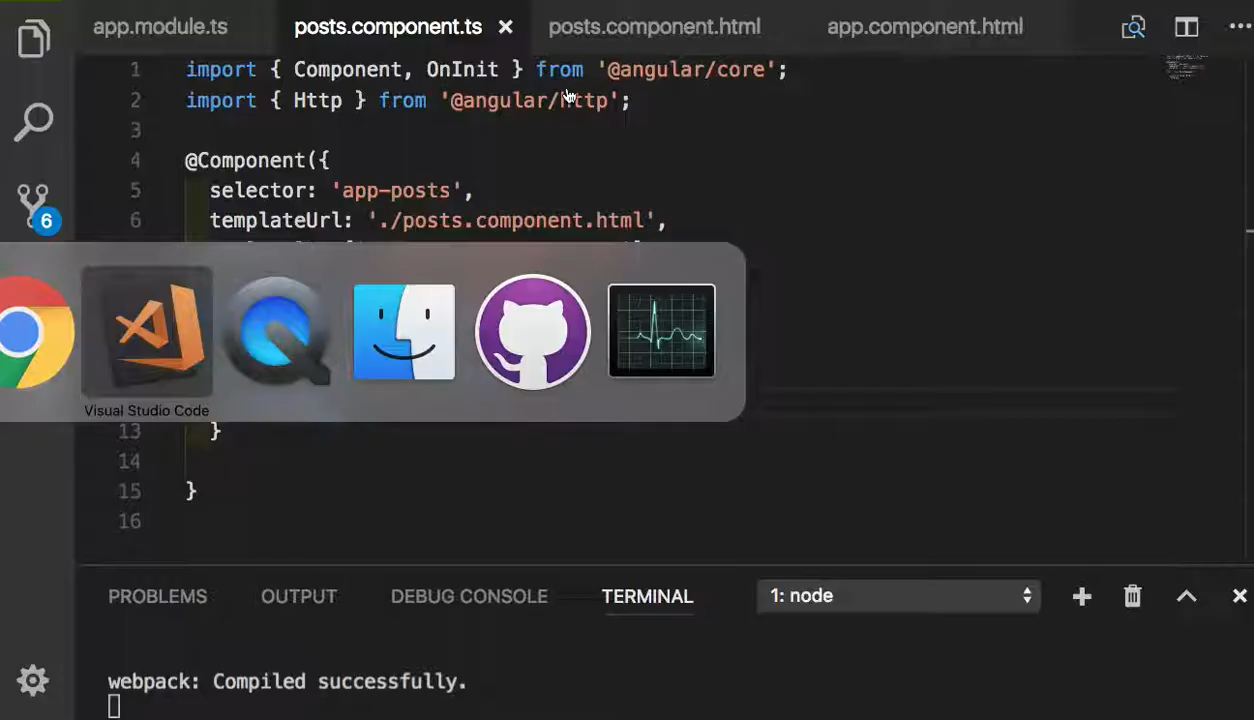 app.module.ts posts.component.ts posts.component.html app.component.html
1 import { Component, OnInit } from '@angular/core';
2 import { Http } from '@angular/http';
3
4 @Component({
5 selector: 'app-posts',
6 templateUrl: './posts.component.html',
Visual Studio Code
13 }
14
15 }
16
6
PROBLEMS OUTPUT DEBUG CONSOLE TERMINAL 1: node
webpack: Compiled successfully.